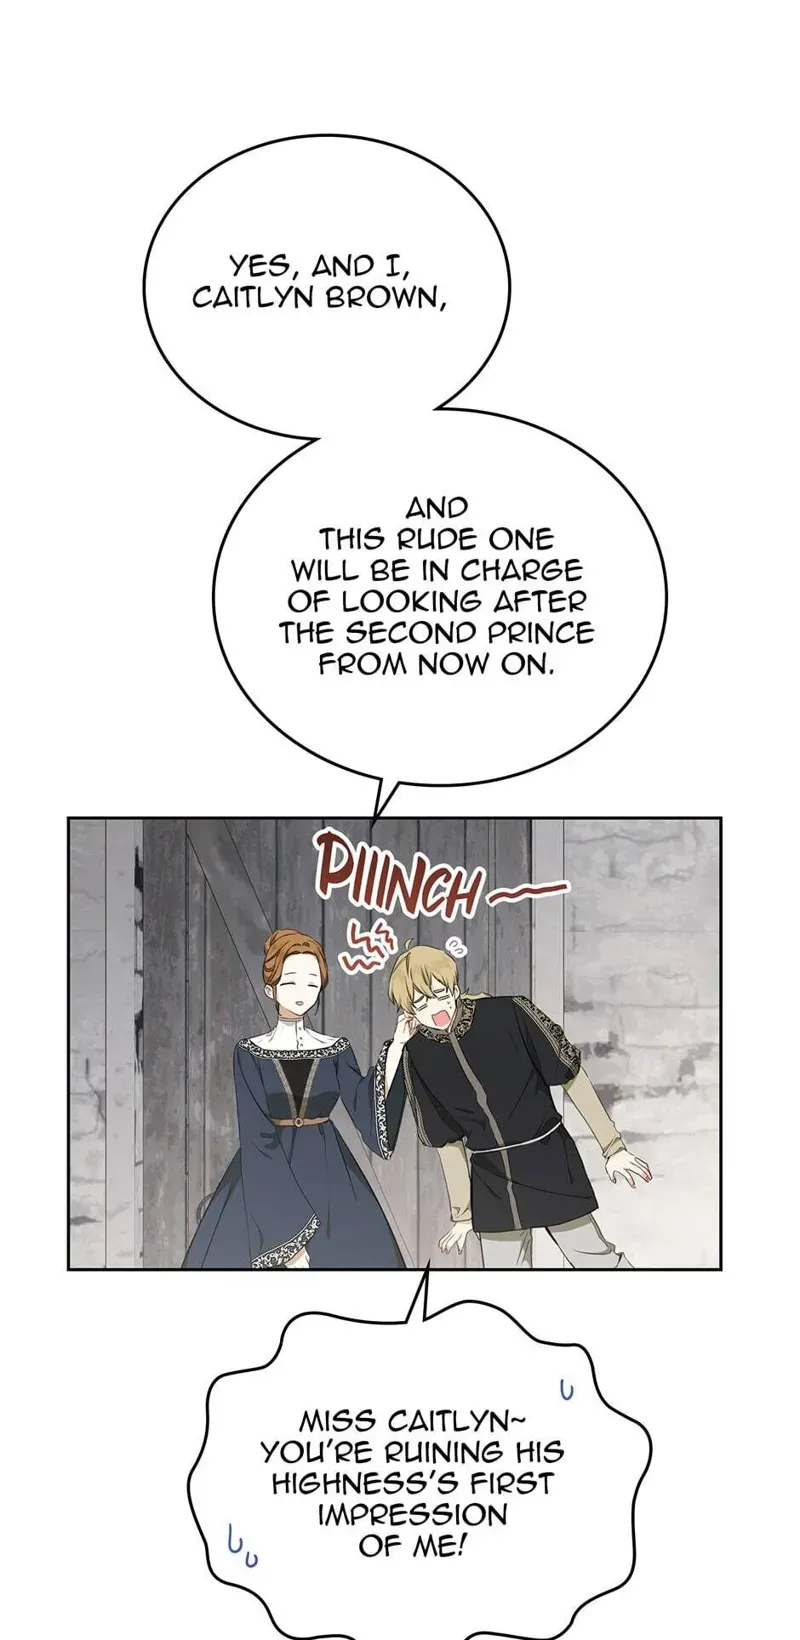 YES, AND I,
CAITLYN BROWN,
AND
THIS RUDE ONE
WILL BE IN CHARGE
OF LOOKING AFTER
THE SECOND PRINCE
FROM NOW ON.
PIIINCH
MISS CAITLYN~
YOU'RE RUINING HIS
HIGHNESS'S FIRST
IMPRESSION
OF ME!